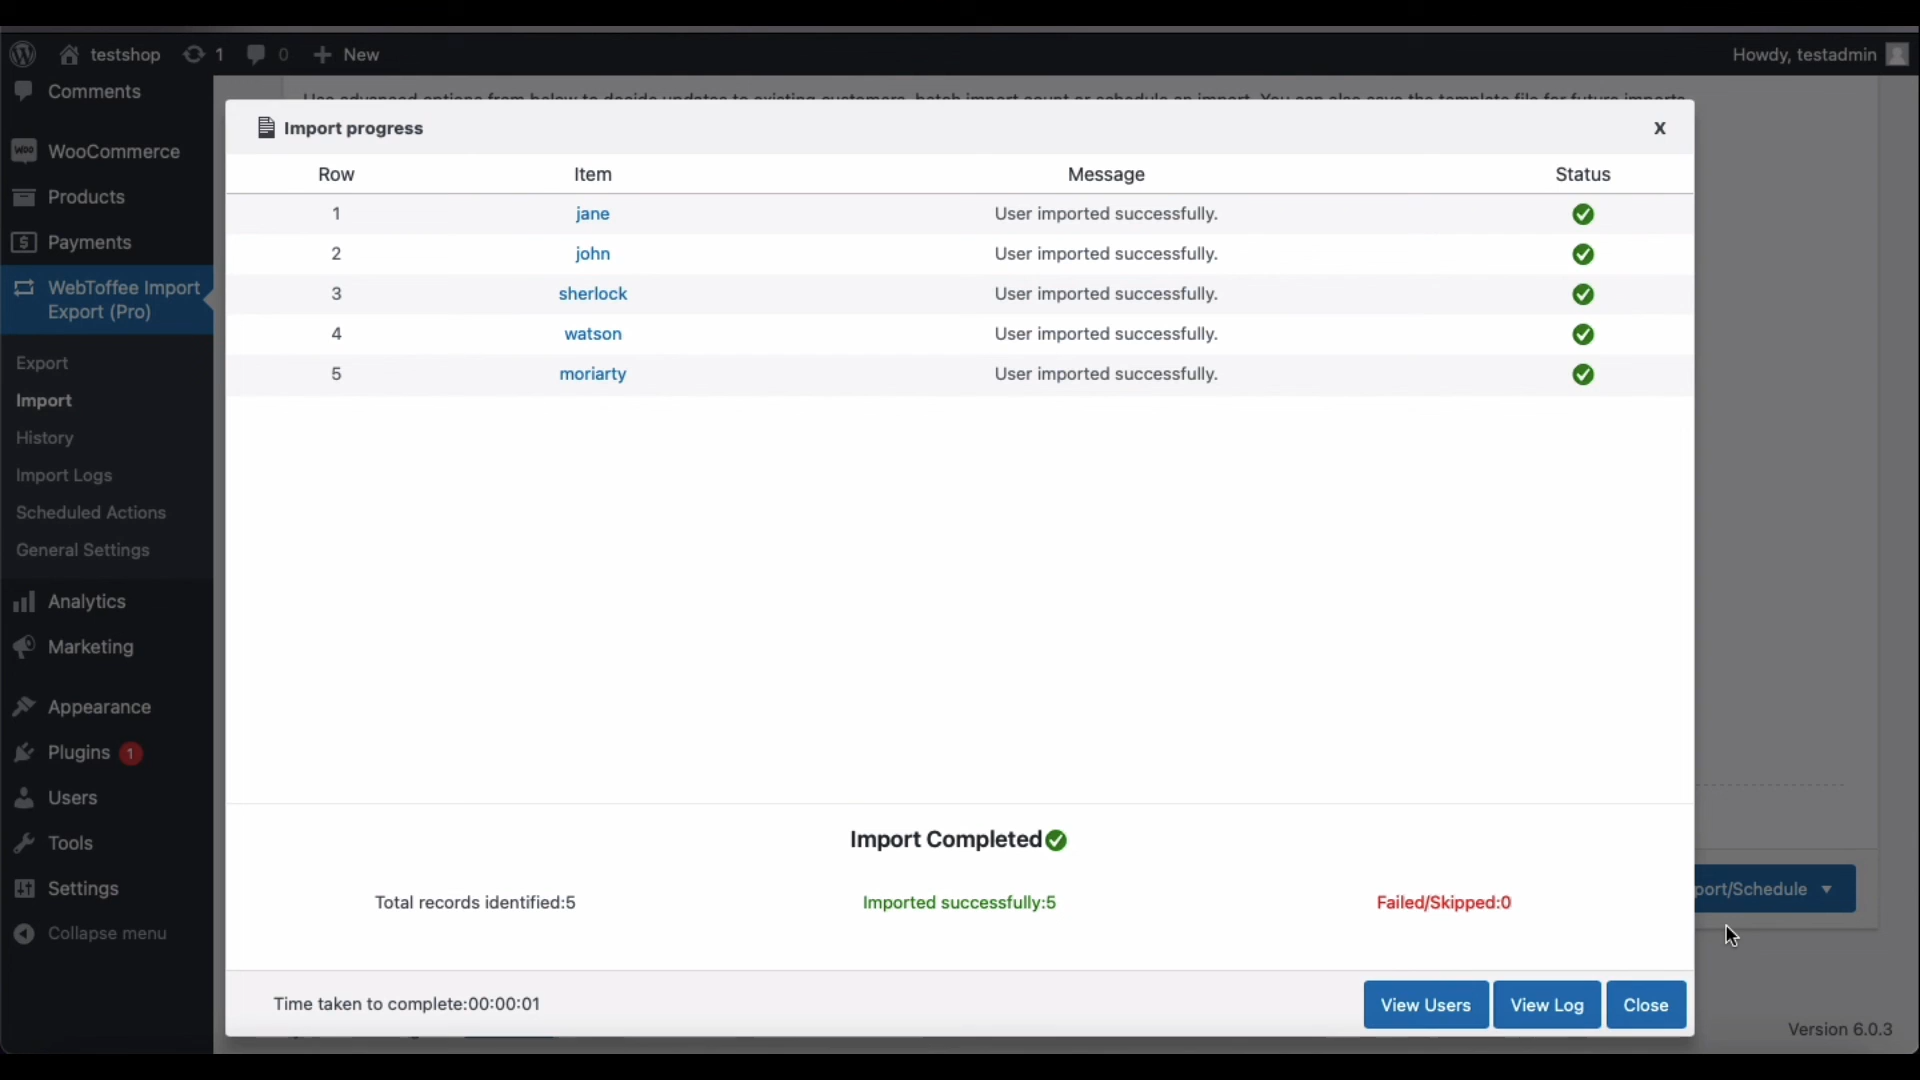 testshop 1 0 New Howdy, testadmin
Comments
WooCommerce
Products
Payments
WebToffee Import
Export (Pro)
Export
Import
History
Import Logs
Scheduled Actions
General Settings
Analytics
Marketing
Appearance
Plugins 1
Users
Tools
Settings
Collapse menu
Import progress X
Row Item Message Status
1 jane User imported successfully.
2 john User imported successfully.
3 sherlock User imported successfully.
4 watson User imported successfully.
5 moriarty User imported successfully.
Import Completed
Total records identified:5 Imported successfully:5 Failed/Skipped:0
port/Schedule
Time taken to complete:00:00:01 View Users View Log Close
Version 6.0.3